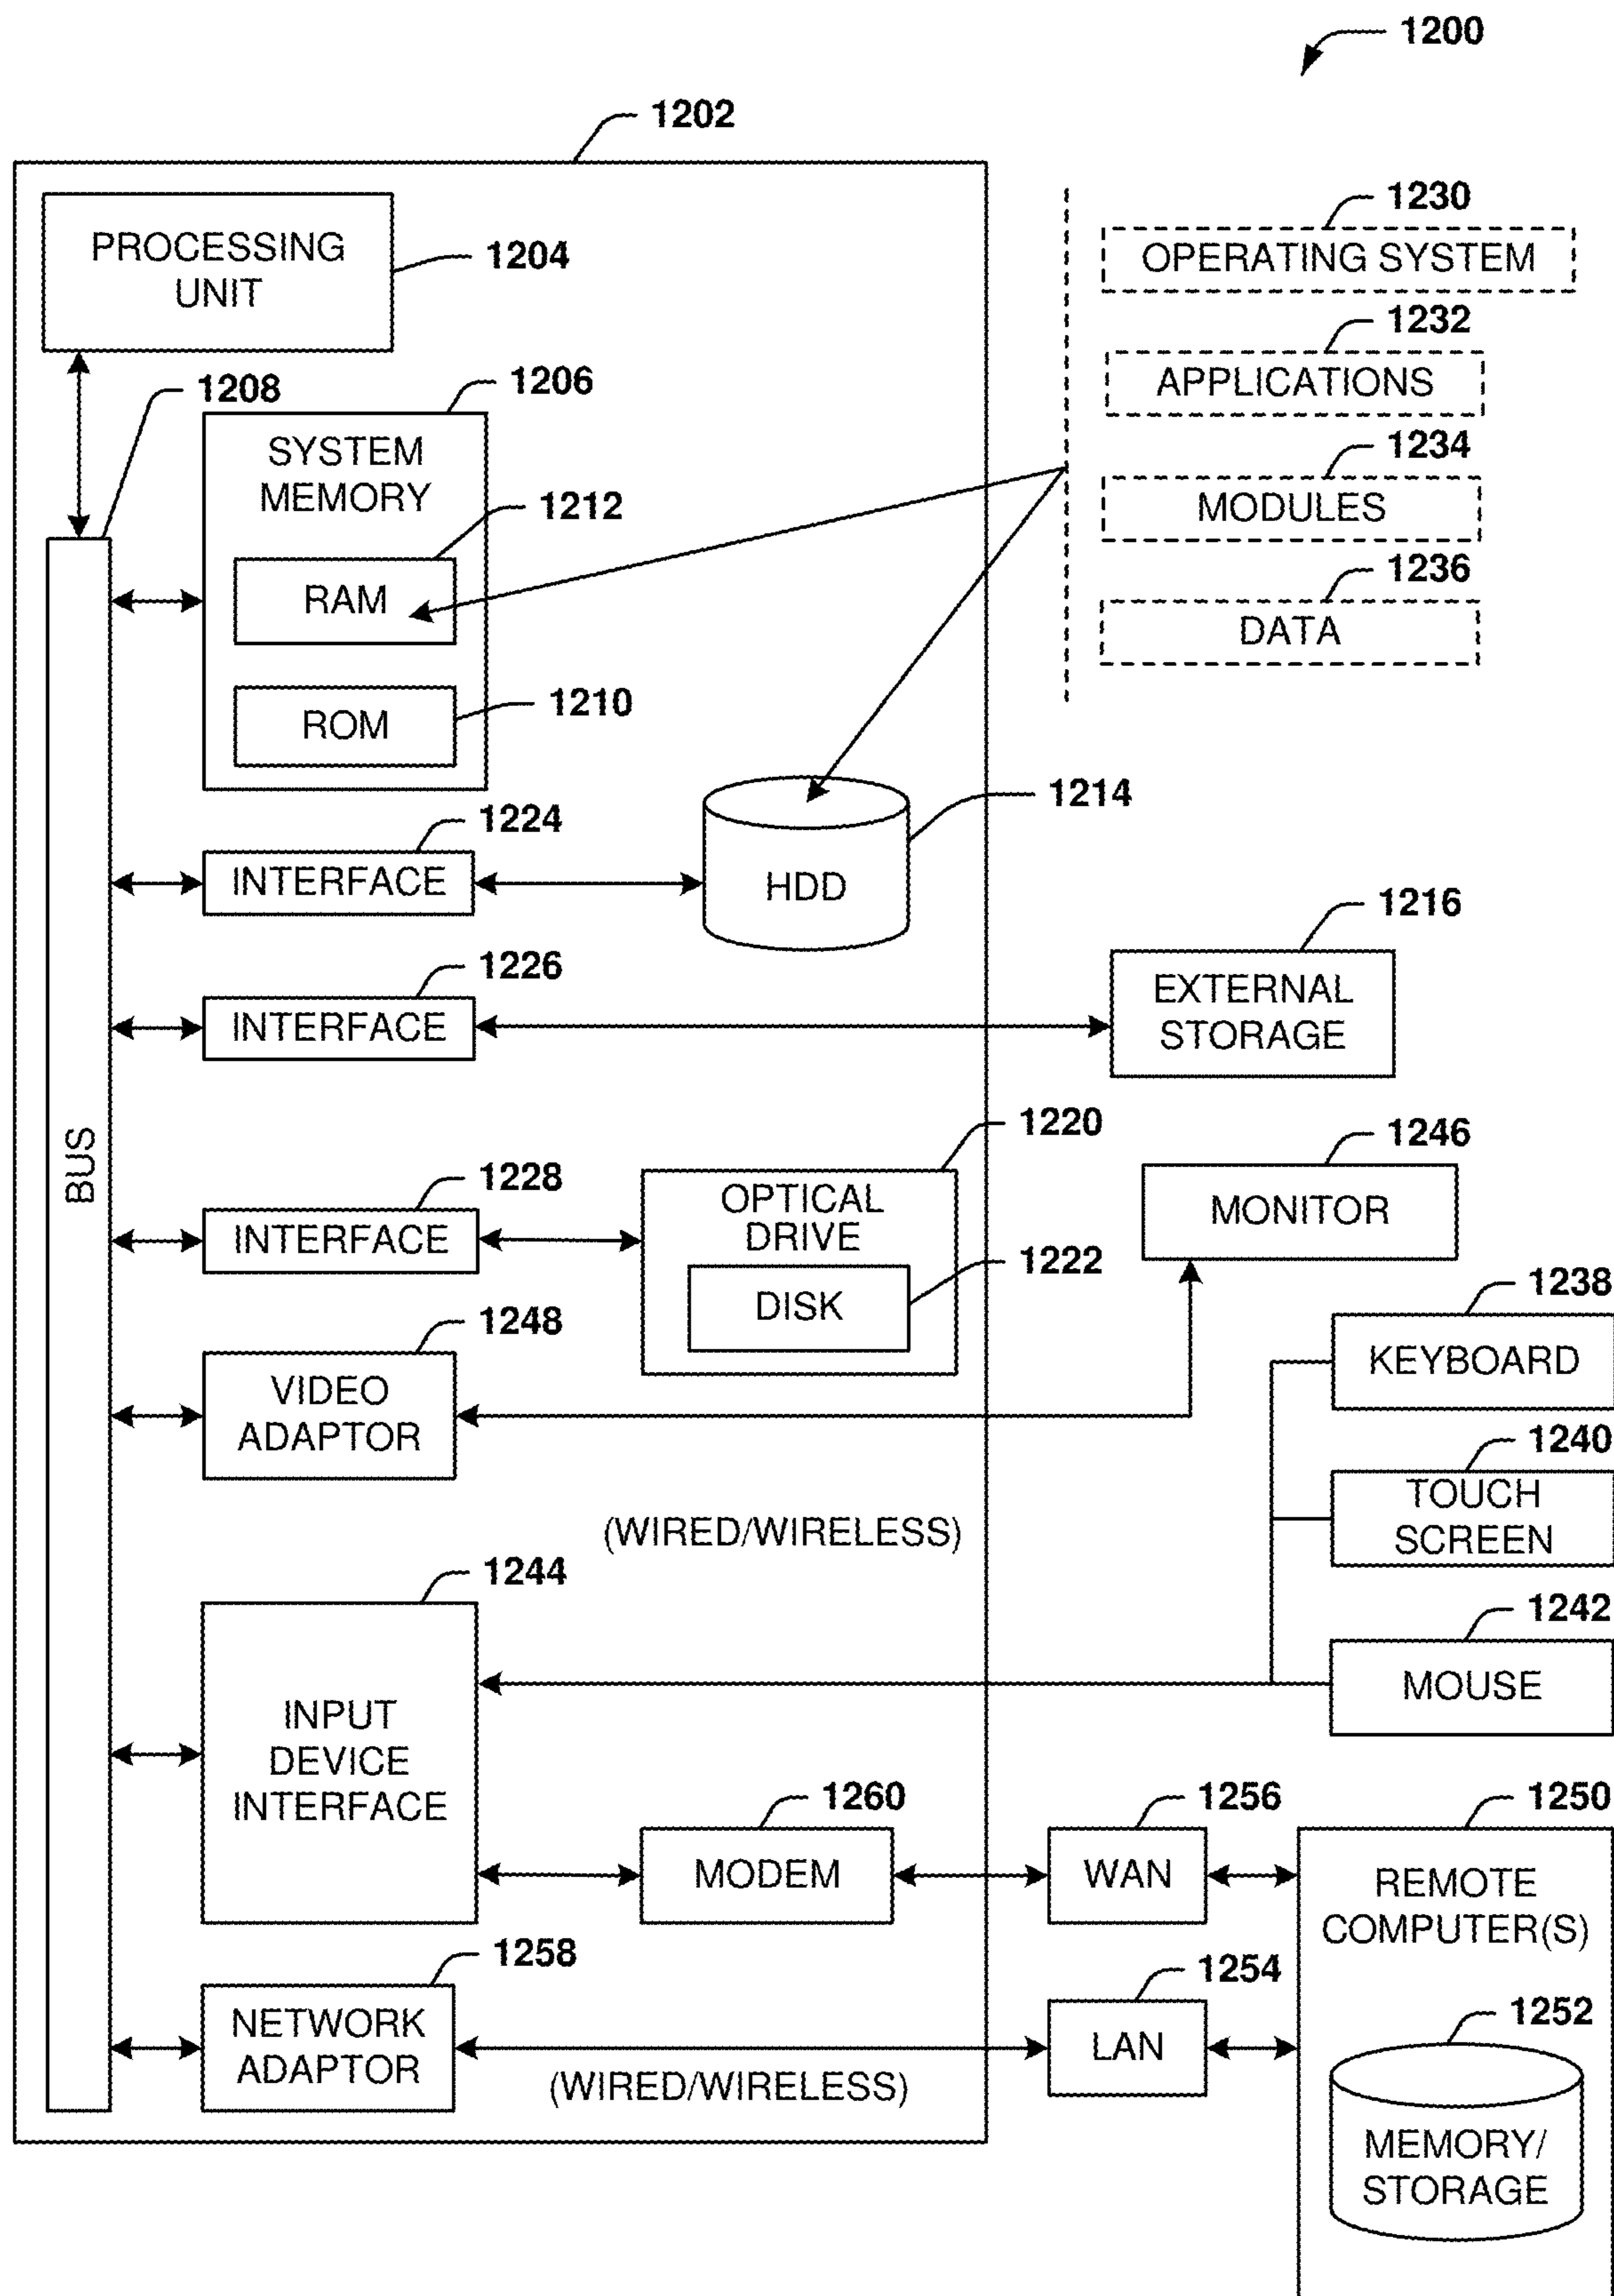 1200
1202
PROCESSING
UNIT
1204
1230
OPERATING SYSTEM
1232
APPLICATIONS
1234
MODULES
1236
DATA
1208
1206
SYSTEM
MEMORY
1212
RAM
1210
ROM
1224
INTERFACE
1214
HDD
1226
INTERFACE
1216
EXTERNAL
STORAGE
BUS
1228
INTERFACE
1220
OPTICAL
DRIVE
1222
DISK
1246
MONITOR
1248
VIDEO
ADAPTOR
1238
KEYBOARD
1240
TOUCH
SCREEN
(WIRED/WIRELESS)
1244
INPUT
DEVICE
INTERFACE
1242
MOUSE
1260
MODEM
1256
WAN
1250
REMOTE
COMPUTER(S)
1258
NETWORK
ADAPTOR
(WIRED/WIRELESS)
1254
LAN
1252
MEMORY/
STORAGE